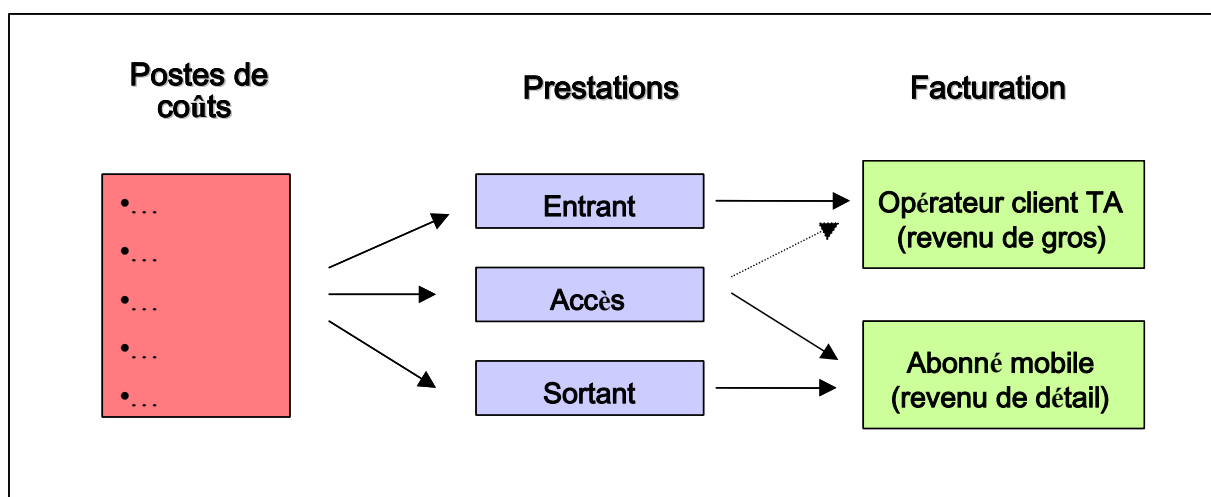 Postes de
coûts
Prestations
Facturation
•...
•...
•...
•...
•...
Entrant
Accès
Sortant
Opérateur client TA
(revenu de gros)
Abonné mobile
(revenu de détail)